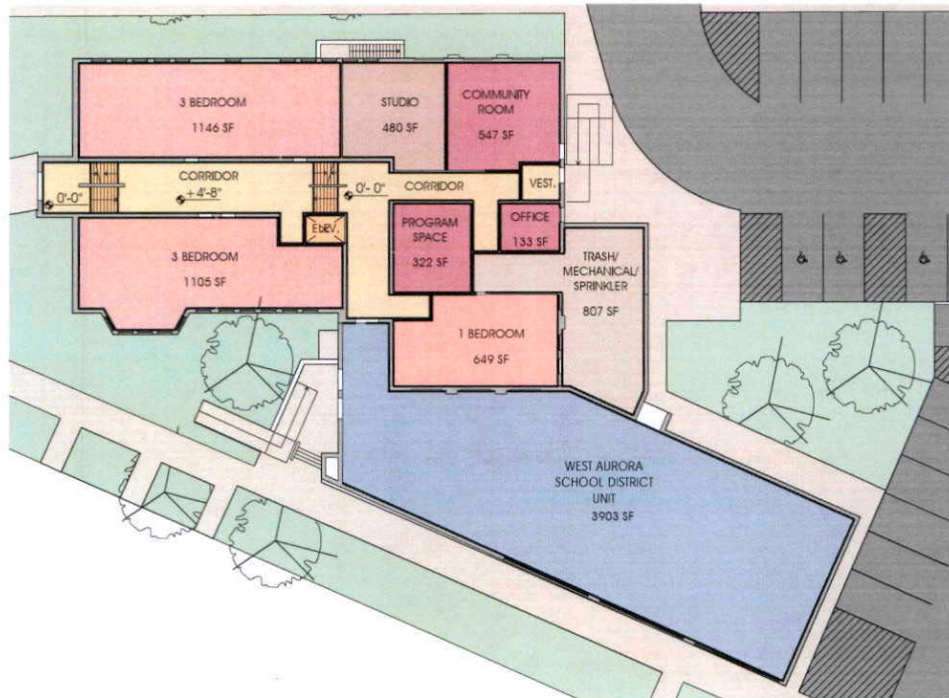 3 BEDROOM
1146 SF
STUDIO
480 SF
COMMUNITY
ROOM
547 SF
CORRIDOR
0'-0"
+4'-8"
0'- 0"
CORRIDOR
VEST.
ELEV.
PROGRAM
SPACE
322 SF
OFFICE
133 SF
3 BEDROOM
1105 SF
TRASH/
MECHANICAL/
SPRINKLER
807 SF
1 BEDROOM
649 SF
WEST AURORA
SCHOOL DISTRICT
UNIT
3903 SF